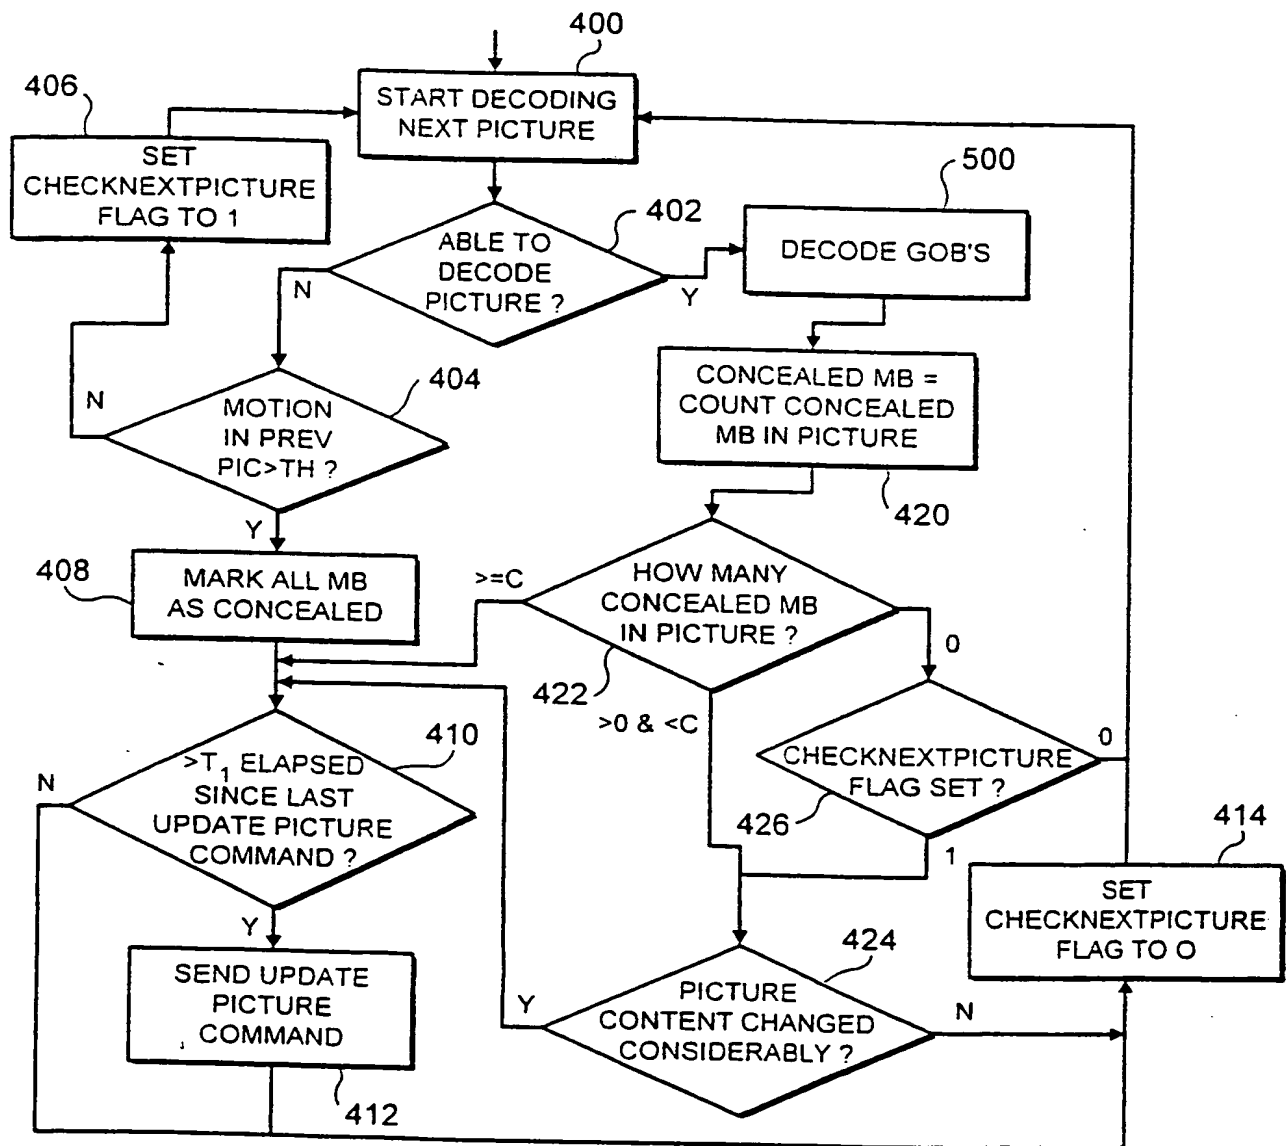 400
START DECODING
NEXT PICTURE
406
SET
CHECKNEXTPICTURE
FLAG TO 1
402
ABLE TO
DECODE
PICTURE ?
N
Y
500
DECODE GOB'S
404
MOTION
IN PREV
PIC>TH ?
N
Y
CONCEALED MB =
COUNT CONCEALED
MB IN PICTURE
420
408
MARK ALL MB
AS CONCEALED
HOW MANY
CONCEALED MB
IN PICTURE ?
>=C
0
422
>0 & <C
410
>T1 ELAPSED
SINCE LAST
UPDATE PICTURE
COMMAND ?
N
Y
CHECKNEXTPICTURE
FLAG SET ?
0
426
1
414
SET
CHECKNEXTPICTURE
FLAG TO O
SEND UPDATE
PICTURE
COMMAND
412
424
PICTURE
CONTENT CHANGED
CONSIDERABLY ?
Y
N